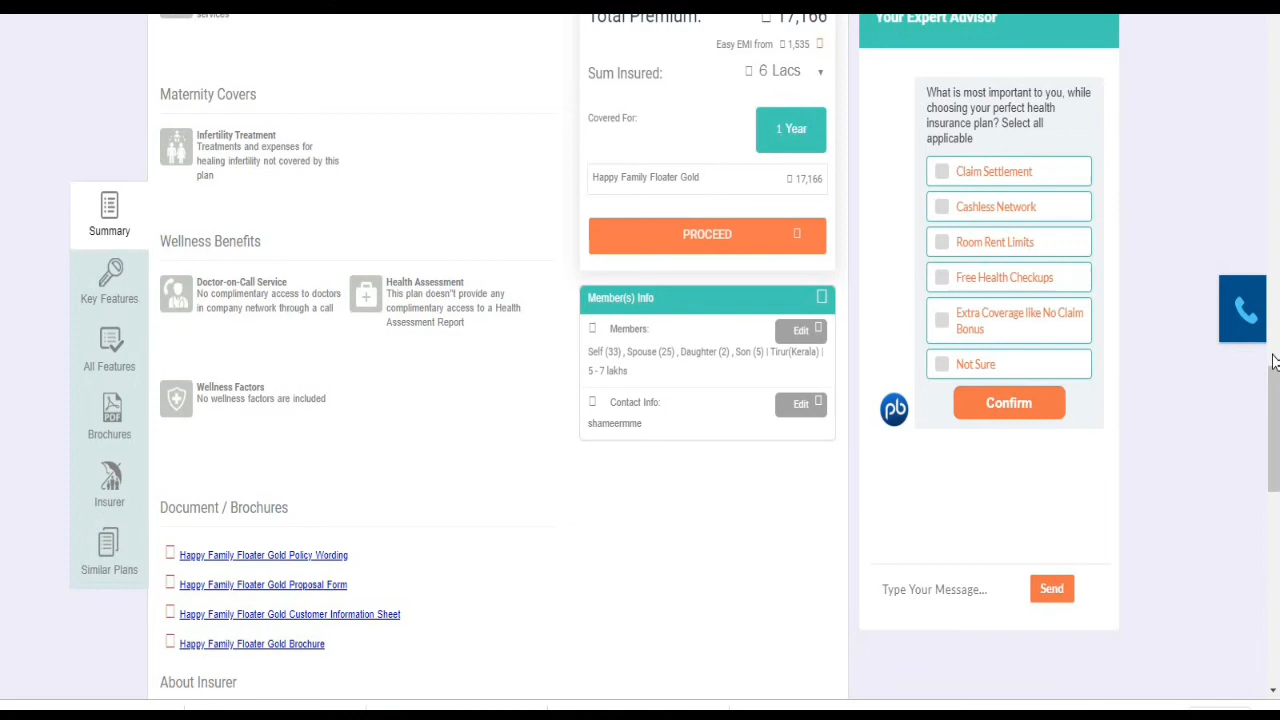 services
Maternity Covers
Infertility Treatment
Treatments and expenses for
healing infertility not covered by this
plan
Wellness Benefits
Doctor-on-Call Service
No complimentary access to doctors
in company network through a call
Health Assessment
This plan doesn"t provide any
complimentary access to a Health
Assessment Report
Wellness Factors
No wellness factors are included
Document / Brochures
Happy Family Floater Gold Policy Wording
Happy Family Floater Gold Proposal Form
Happy Family Floater Gold Customer Information Sheet
Happy Family Floater Gold Brochure
About Insurer
Summary
Key Features
All Features
PDF
Brochures
Insurer
Similar Plans
Total Premium: 17,166
Easy EMI from 1,535
Sum Insured: 6 Lacs
Covered For: 1 Year
Happy Family Floater Gold 17,166
PROCEED
Member(s) Info
Members: Edit
Self (33) , Spouse (25) , Daughter (2) , Son (5) | Tirur(Kerala) |
5 - 7 lakhs
Contact Info: Edit
shameermme
Your Expert Advisor
What is most important to you, while
choosing your perfect health
insurance plan? Select all
applicable
Claim Settlement
Cashless Network
Room Rent Limits
Free Health Checkups
Extra Coverage like No Claim
Bonus
Not Sure
Confirm
pb
Type Your Message...
Send